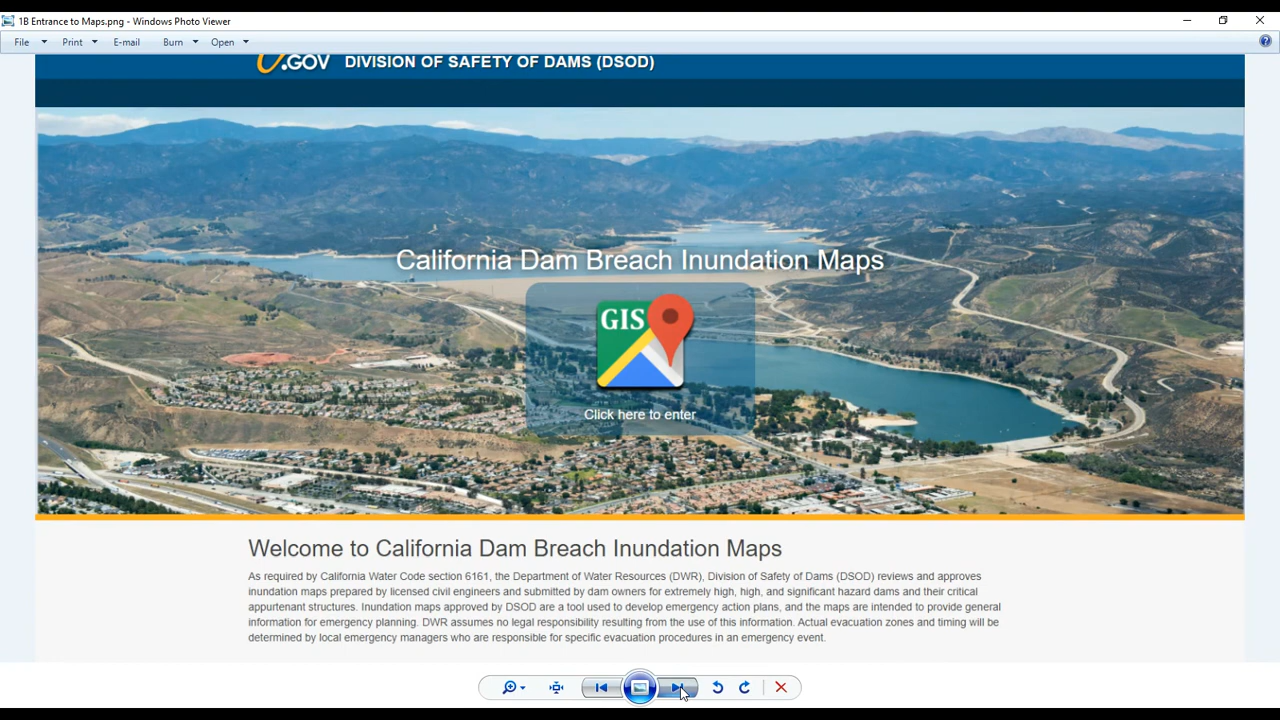 1B Entrance to Maps.png - Windows Photo Viewer
File Print E-mail Burn Open
.GOV DIVISION OF SAFETY OF DAMS (DSOD)
California Dam Breach Inundation Maps
GIS
Click here to enter
Welcome to California Dam Breach Inundation Maps
As required by California Water Code section 6161, the Department of Water Resources (DWR), Division of Safety of Dams (DSOD) reviews and approves
inundation maps prepared by licensed civil engineers and submitted by dam owners for extremely high, high, and significant hazard dams and their critical
appurtenant structures. Inundation maps approved by DSOD are a tool used to develop emergency action plans, and the maps are intended to provide general
information for emergency planning. DWR assumes no legal responsibility resulting from the use of this information. Actual evacuation zones and timing will be
determined by local emergency managers who are responsible for specific evacuation procedures in an emergency event.